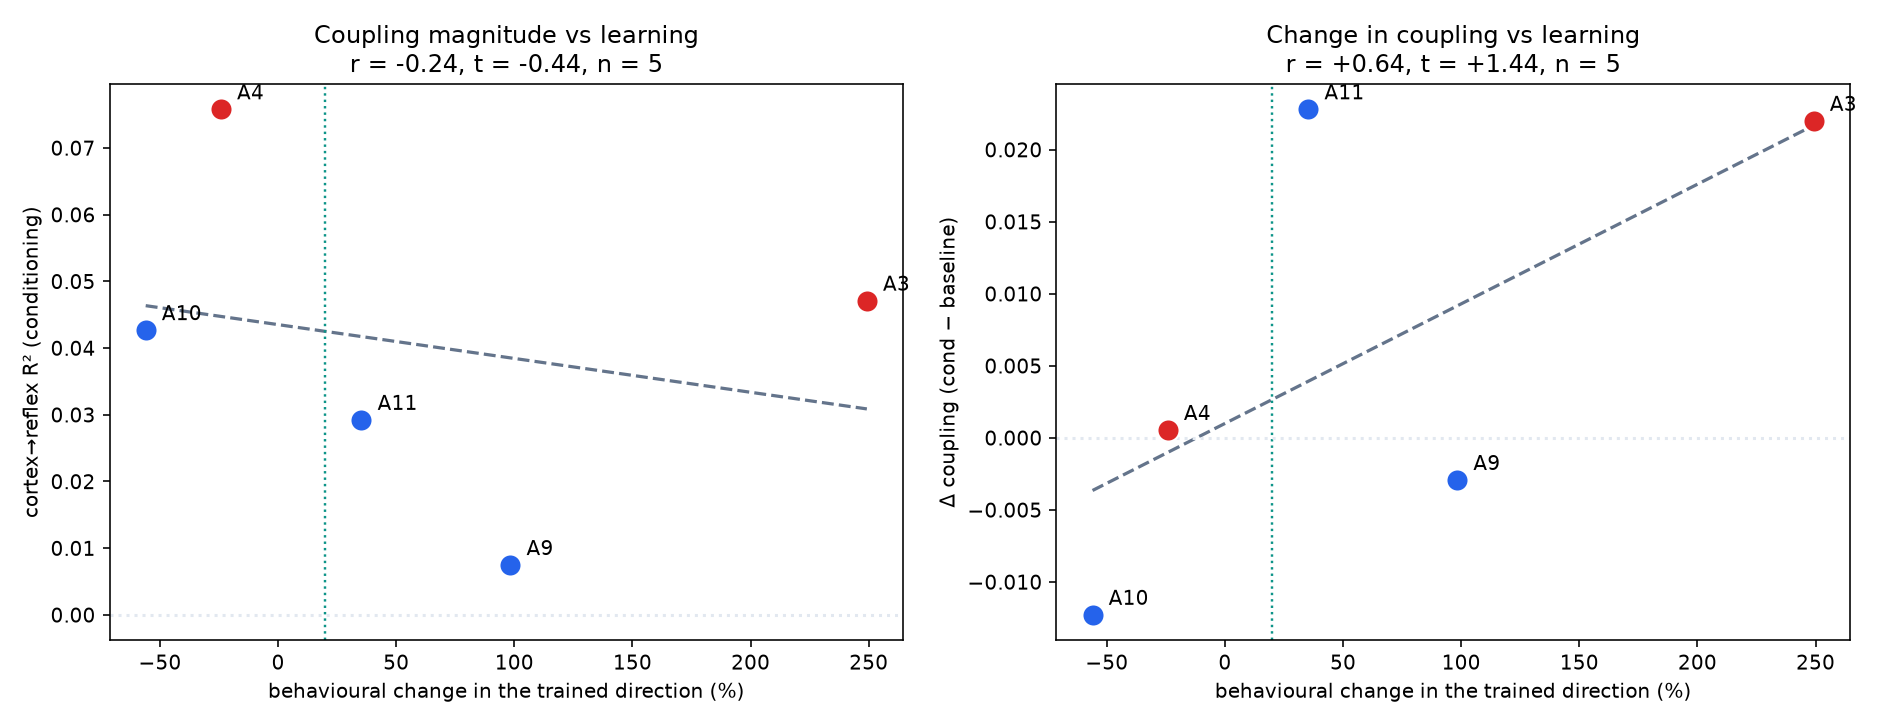 Coupling magnitude vs learning
r = -0.24, t = -0.44, n = 5
cortex→reflex R² (conditioning)
0.07
0.06
0.05
0.04
0.03
0.02
0.01
0.00
A4
A3
A10
A11
A9
−50
0
50
100
150
200
250
behavioural change in the trained direction (%)
Change in coupling vs learning
r = +0.64, t = +1.44, n = 5
Δ coupling (cond − baseline)
0.020
0.015
0.010
0.005
0.000
−0.005
−0.010
A11
A3
A4
A9
A10
−50
0
50
100
150
200
250
behavioural change in the trained direction (%)